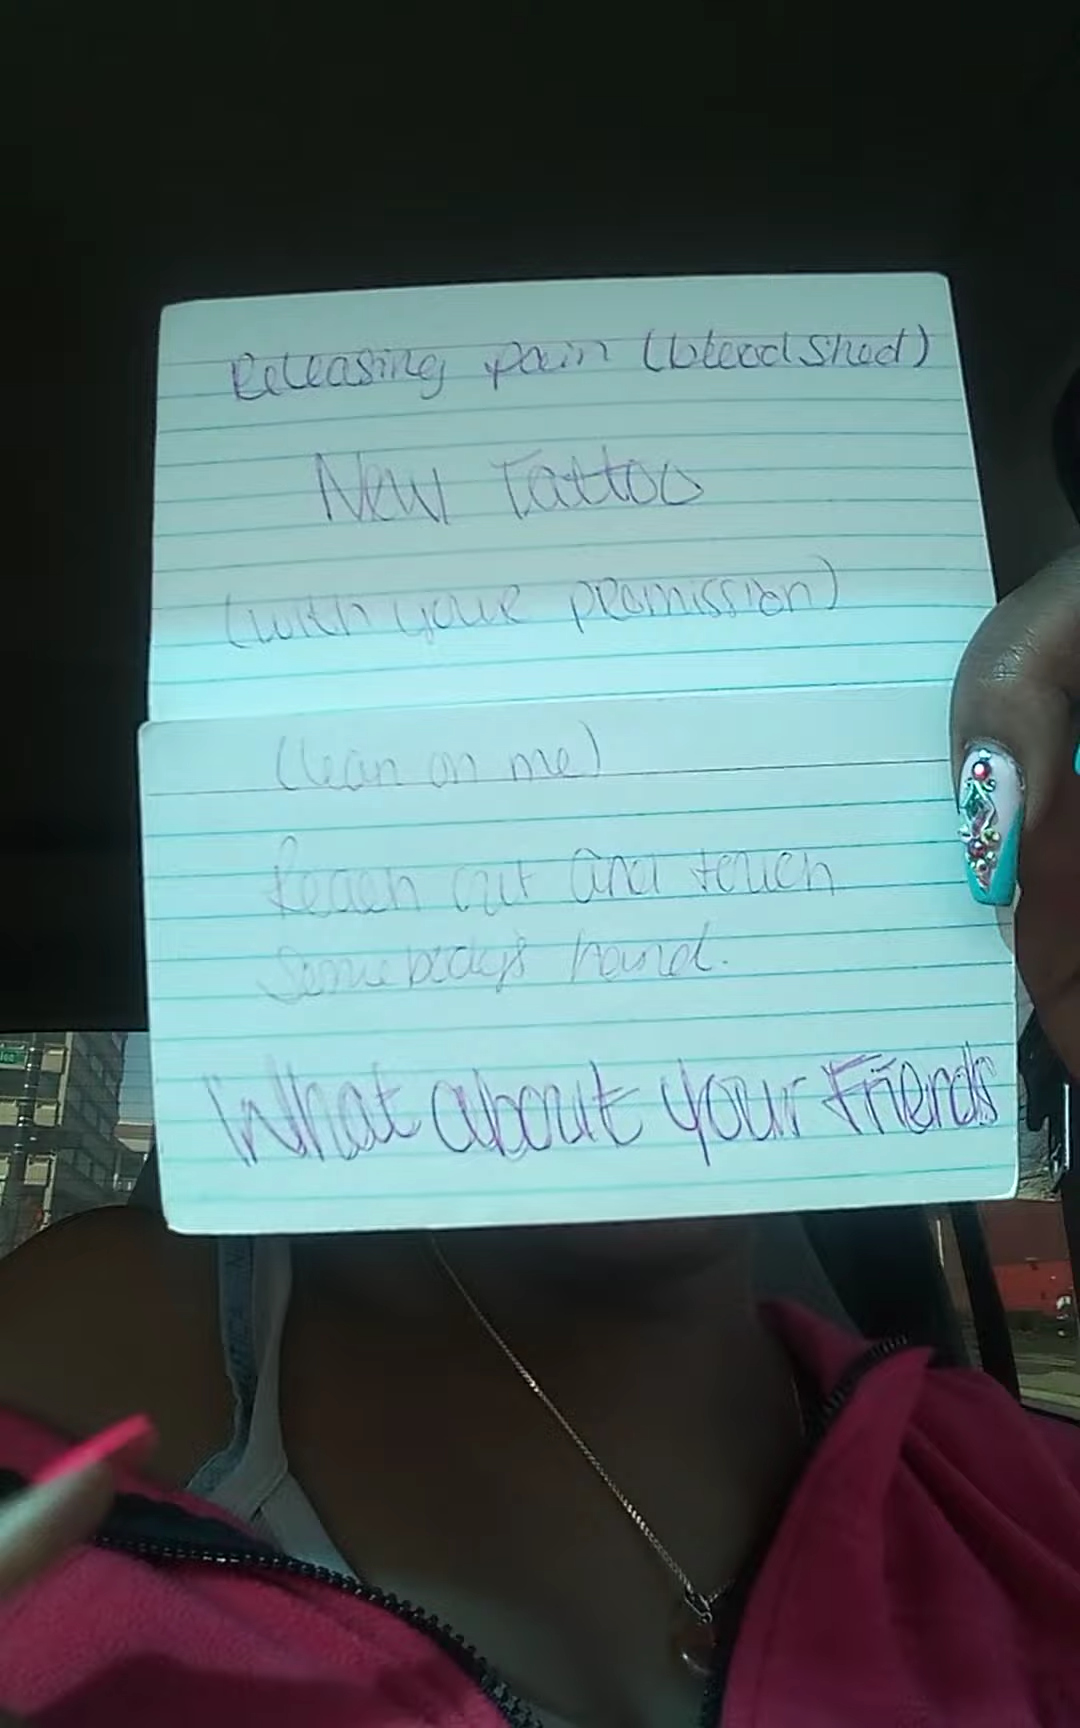 Releasing pain (bloodshed)
New Tattoo
(with your promission)
(lean on me)
Reach out and touch
Somebody's hand.
What about your Friends